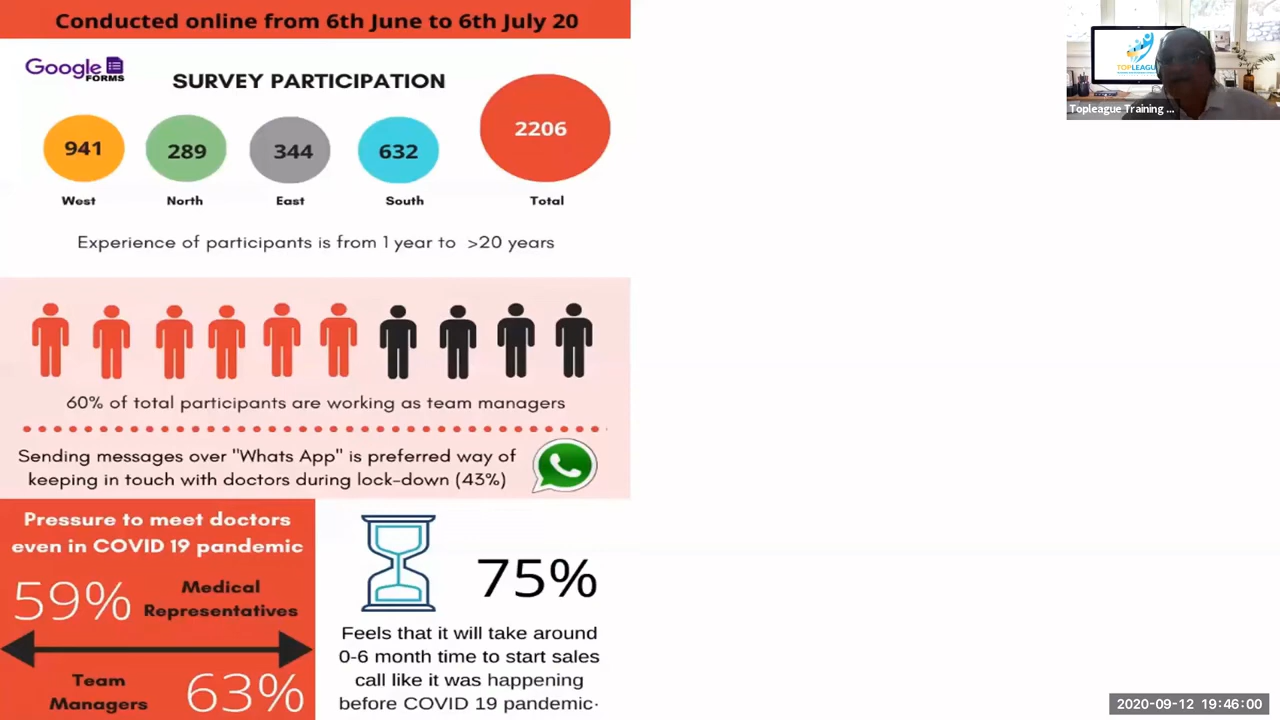 Conducted online from 6th June to 6th July 20
Google
FORMS
SURVEY PARTICIPATION
941
289
344
632
2206
West
North
East
South
Total
Experience of participants is from 1 year to >20 years
60% of total participants are working as team managers
Sending messages over "Whats App" is preferred way of
keeping in touch with doctors during lock-down (43%)
Pressure to meet doctors
even in COVID 19 pandemic
59%
Medical
Representatives
Team
Managers
63%
75%
Feels that it will take around
0-6 month time to start sales
call like it was happening
before COVID 19 pandemic.
TOPLEAGUE
Topleague Training ...
2020-09-12 19:46:00